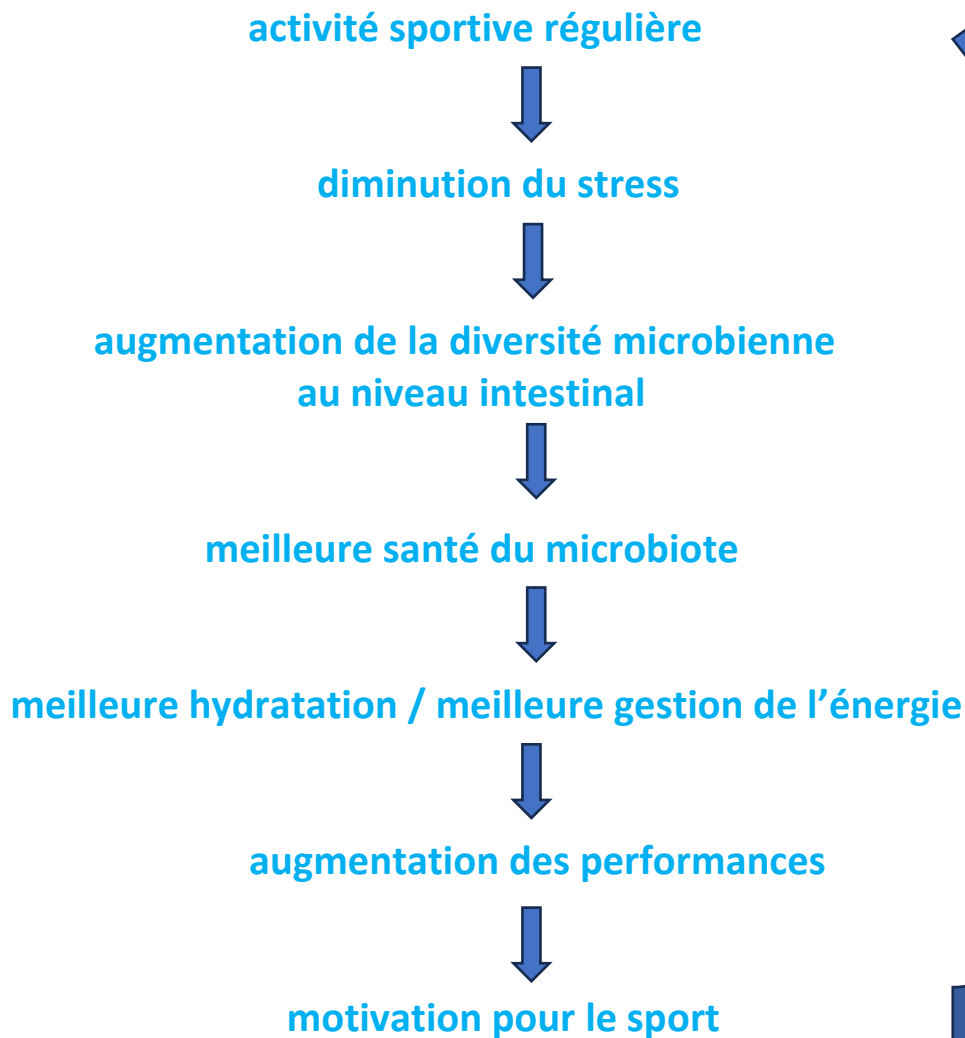 activité sportive régulière
diminution du stress
augmentation de la diversité microbienne
au niveau intestinal
meilleure santé du microbiote
meilleure hydratation / meilleure gestion de l’énergie
augmentation des performances
motivation pour le sport